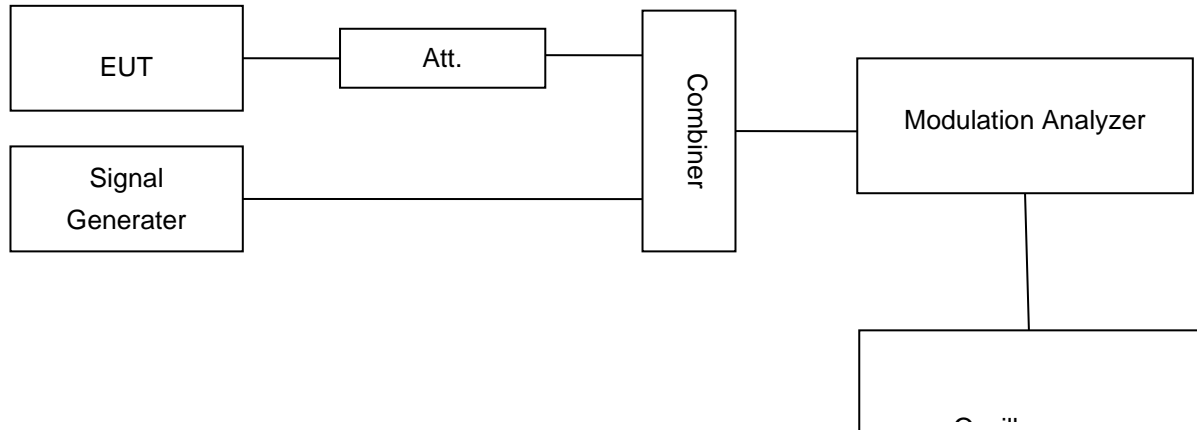 EUT
Att.
Combiner
Modulation Analyzer
Signal
Generater